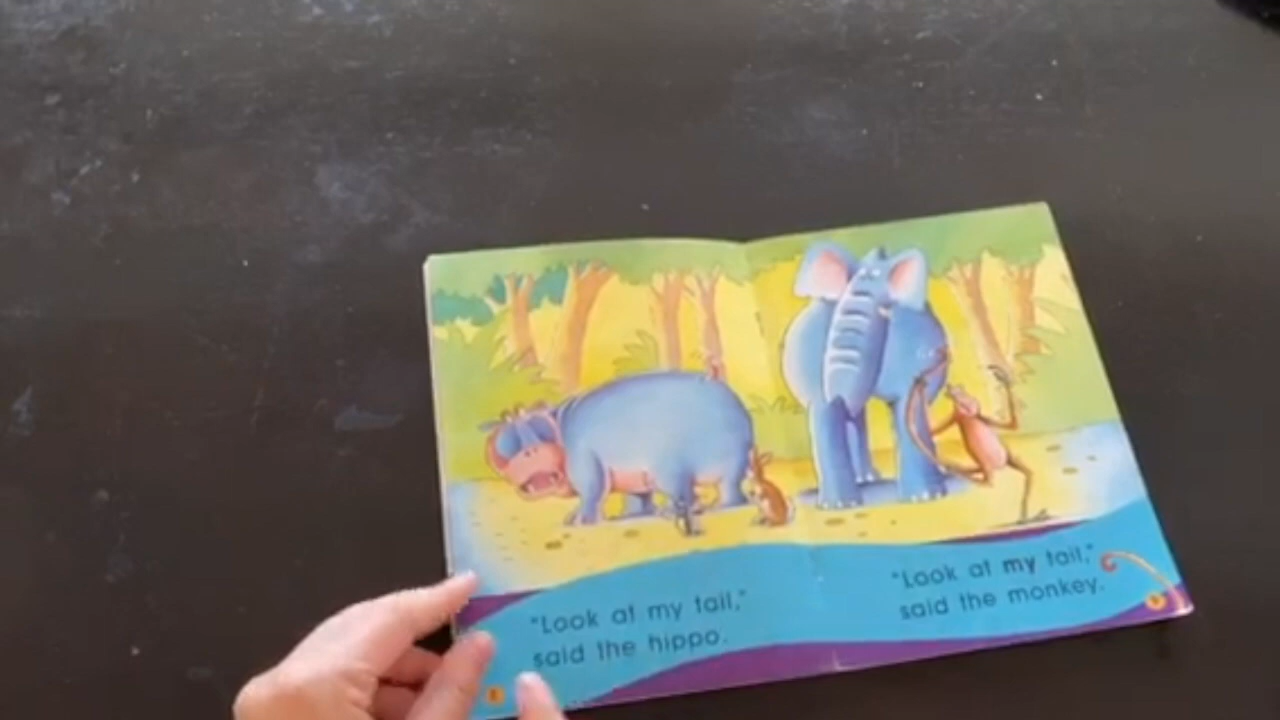 "Look at my tail,"
said the hippo.
"Look at my tail,"
said the monkey.